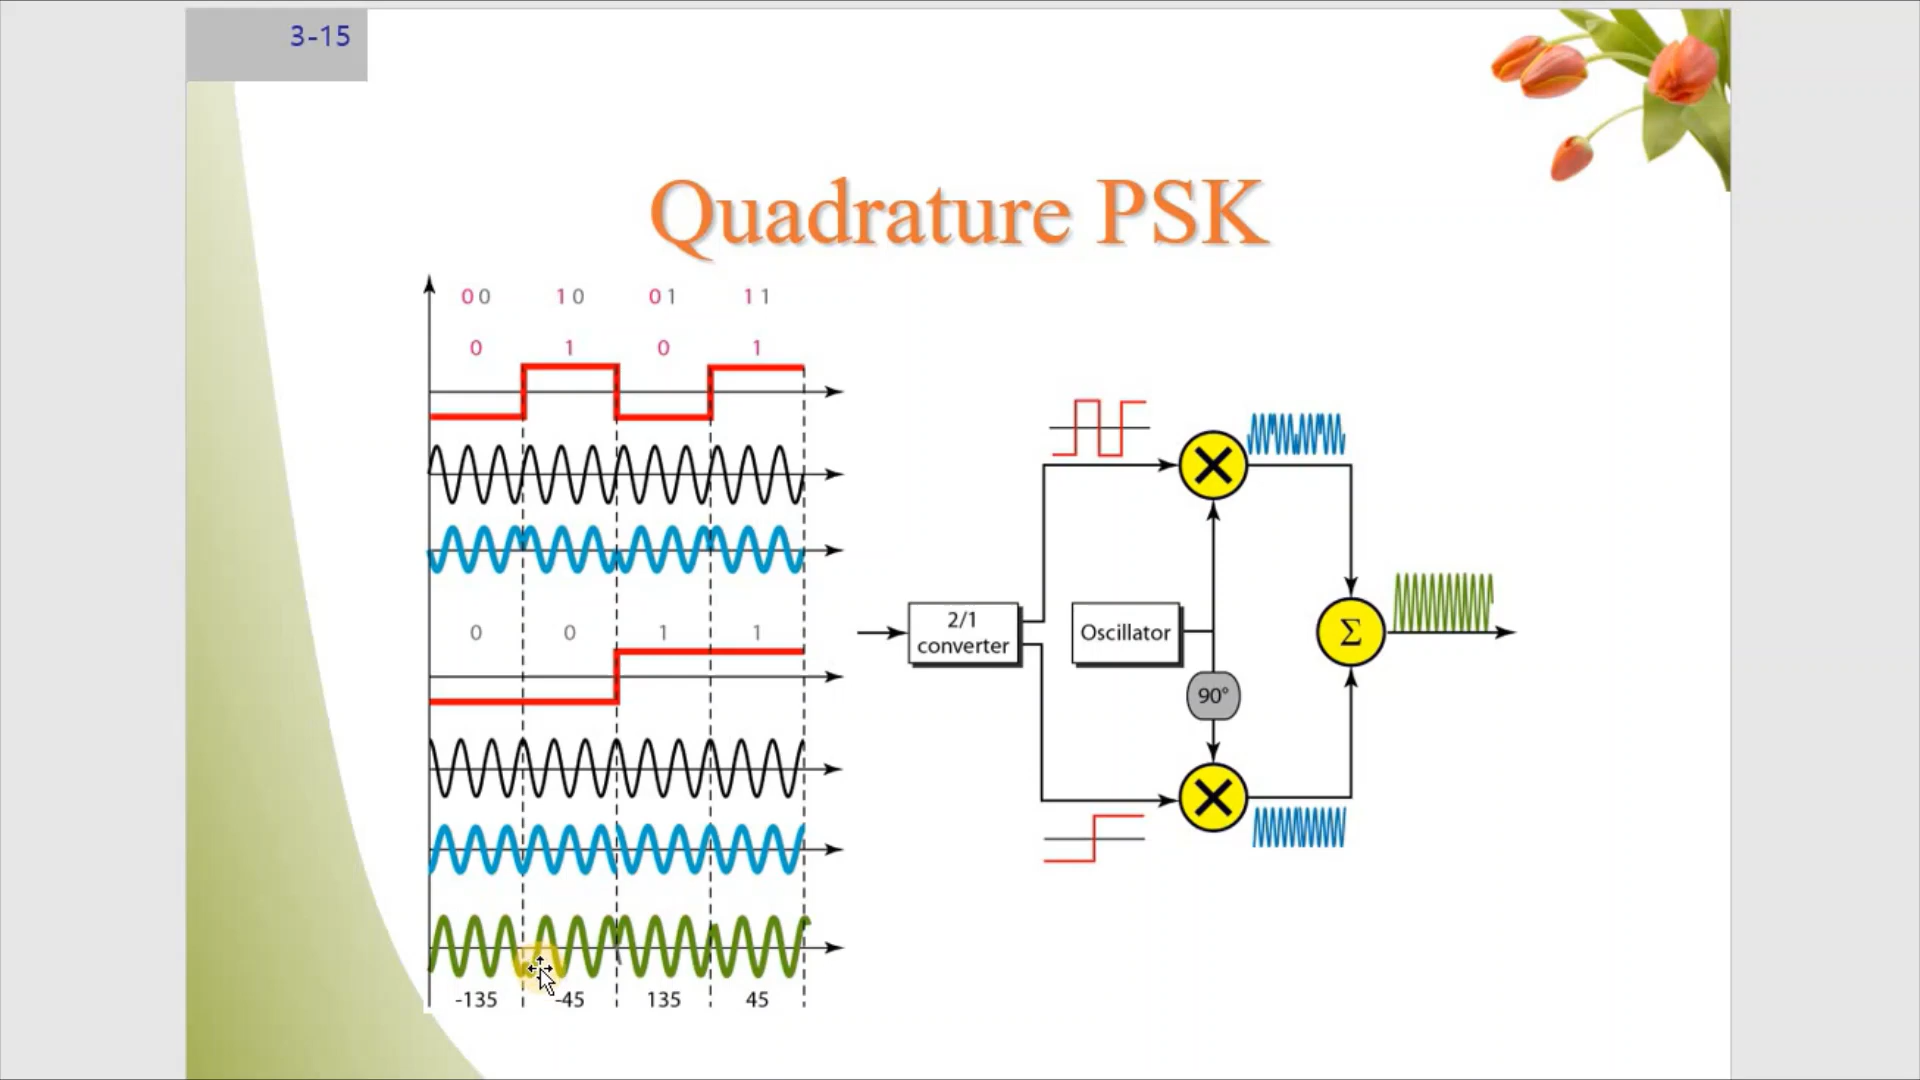 3-15
Quadrature PSK
00 10 01 11
0 1 0 1
0 0 1 1
-135 -45 135 45
2/1
converter
Oscillator
90°
Σ